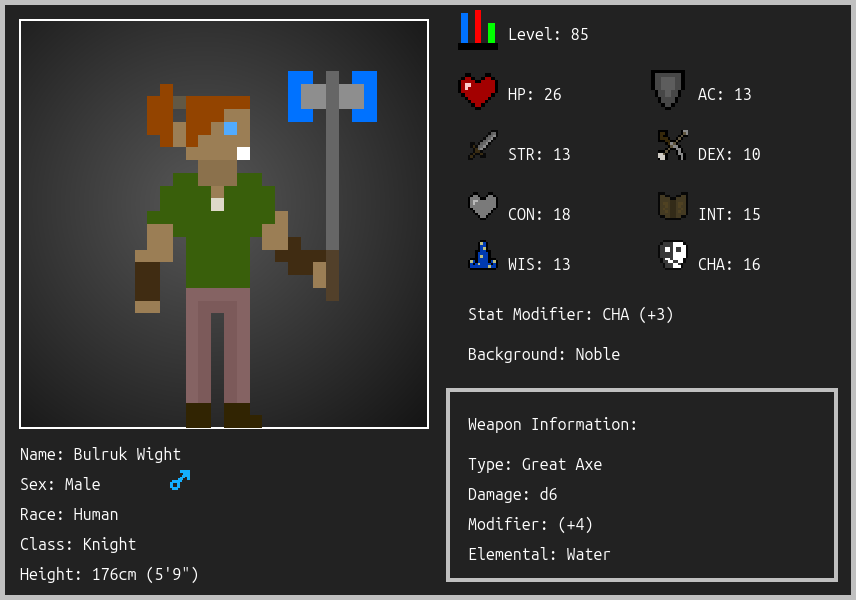 Level: 85
HP: 26
AC: 13
STR: 13
DEX: 10
CON: 18
INT: 15
WIS: 13
CHA: 16
Stat Modifier: CHA (+3)
Background: Noble
Weapon Information:
Type: Great Axe
Damage: d6
Modifier: (+4)
Elemental: Water
Name: Bulruk Wight
Sex: Male
Race: Human
Class: Knight
Height: 176cm (5'9")